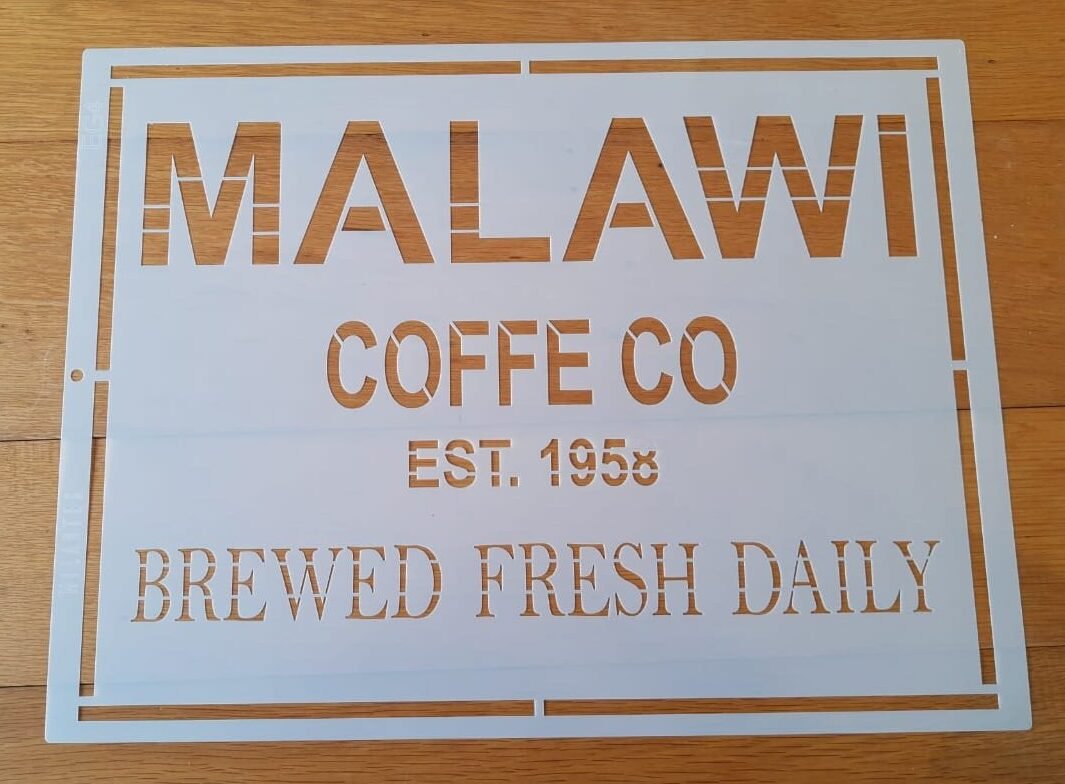 MALAWI
COFFE CO
EST. 1958
BREWED FRESH DAILY